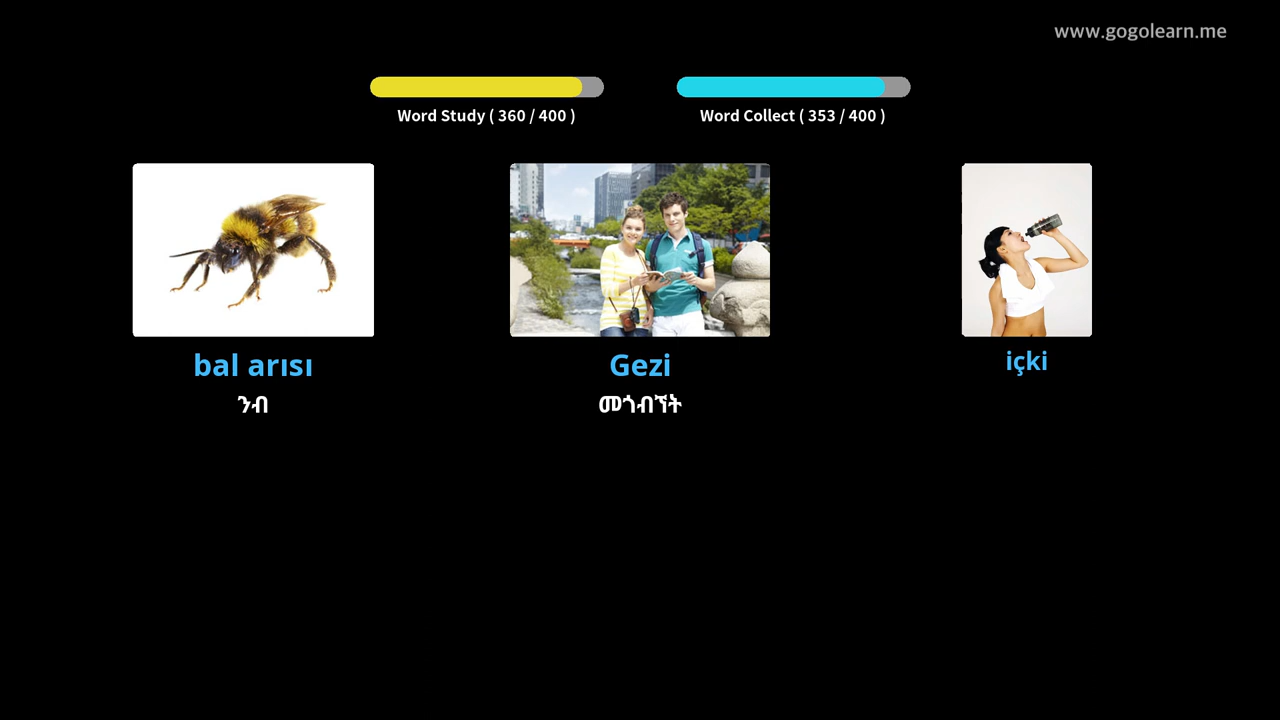 www.gogolearn.me
Word Study ( 360 / 400 )
Word Collect ( 353 / 400 )
bal arısı
ንብ
Gezi
መጎብኘት
içki